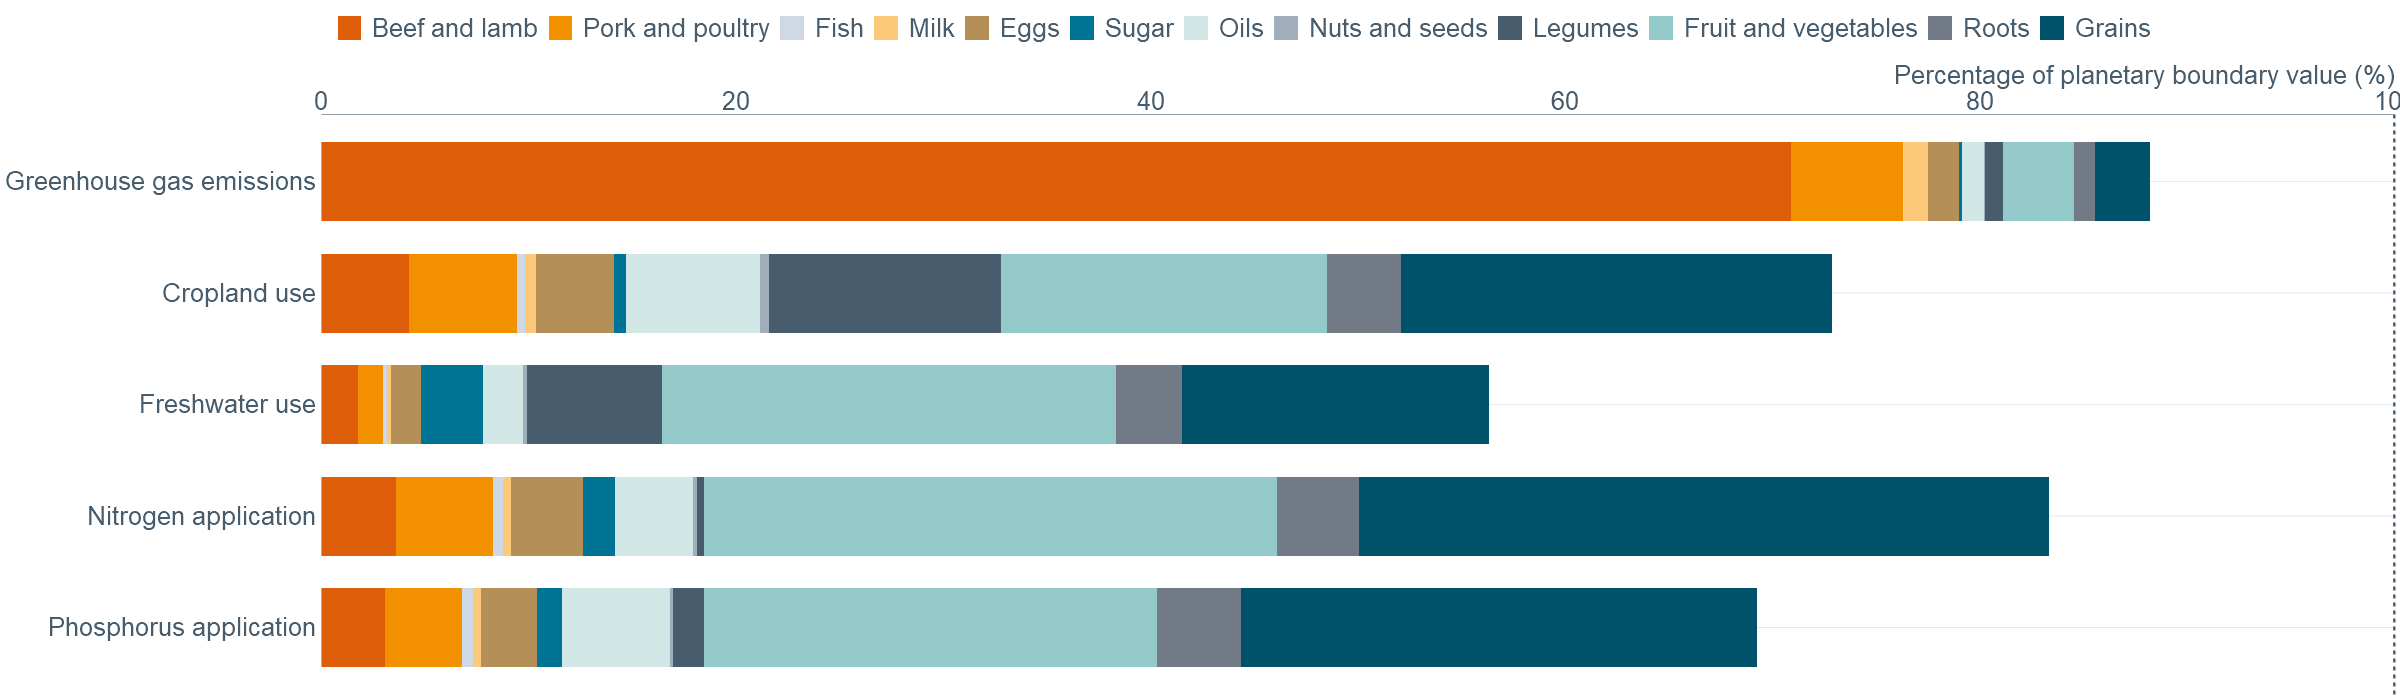 Beef and lamb Pork and poultry Fish Milk Eggs Sugar Oils Nuts and seeds Legumes Fruit and vegetables Roots Grains
Percentage of planetary boundary value (%)
0 20 40 60 80 10
Greenhouse gas emissions
Cropland use
Freshwater use
Nitrogen application
Phosphorus application